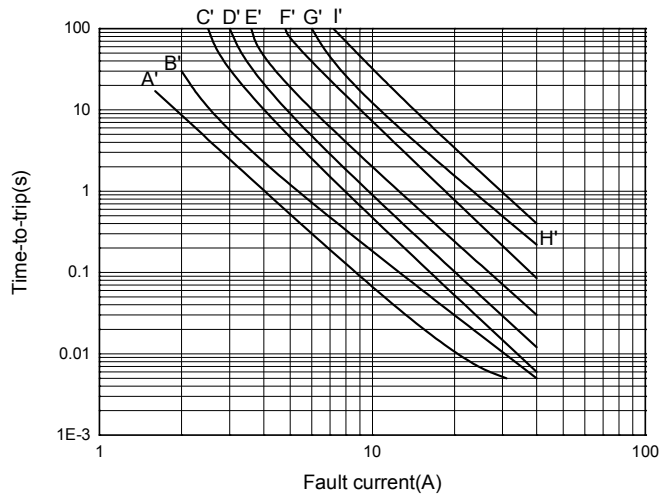 C' D' E' F' G' I'
B'
A'
H'
100
10
1
0.1
0.01
1E-3
1 10 100
Time-to-trip(s)
Fault current(A)